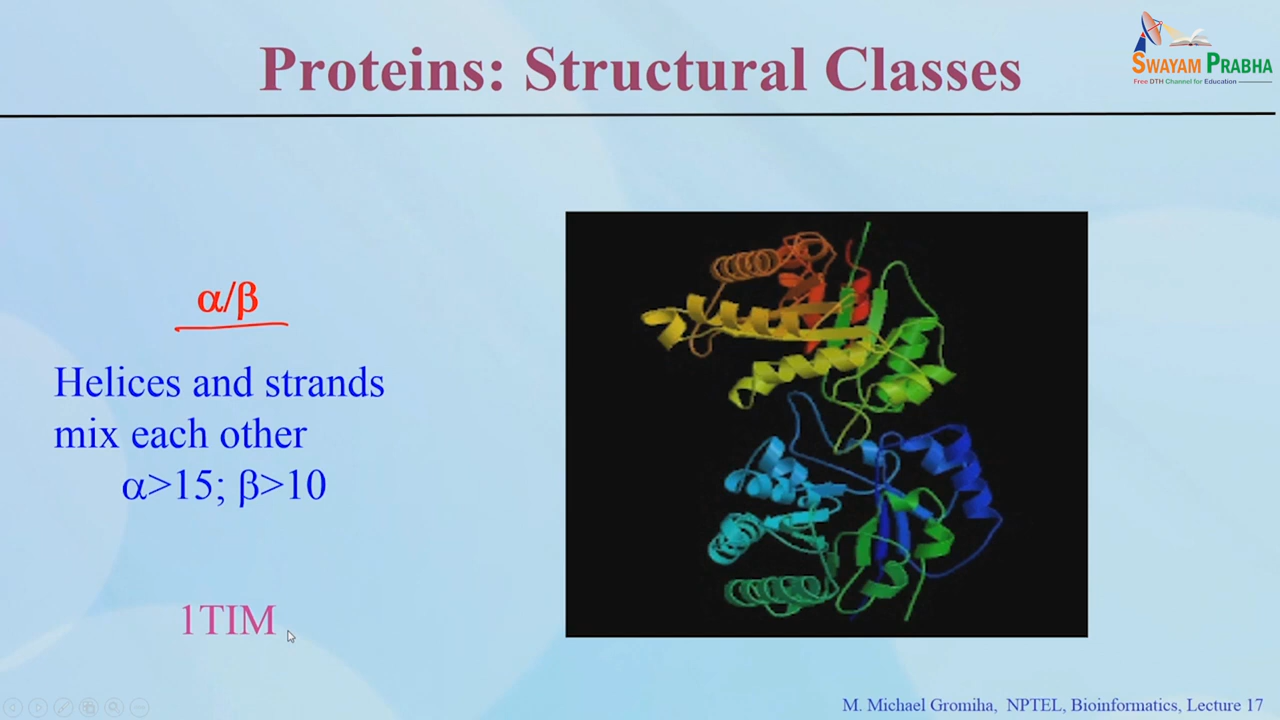 Proteins: Structural Classes
SWAYAM PRABHA
Free DTH Channel for Education
α/β
Helices and strands
mix each other
α>15; β>10
1TIM
M. Michael Gromiha, NPTEL, Bioinformatics, Lecture 17